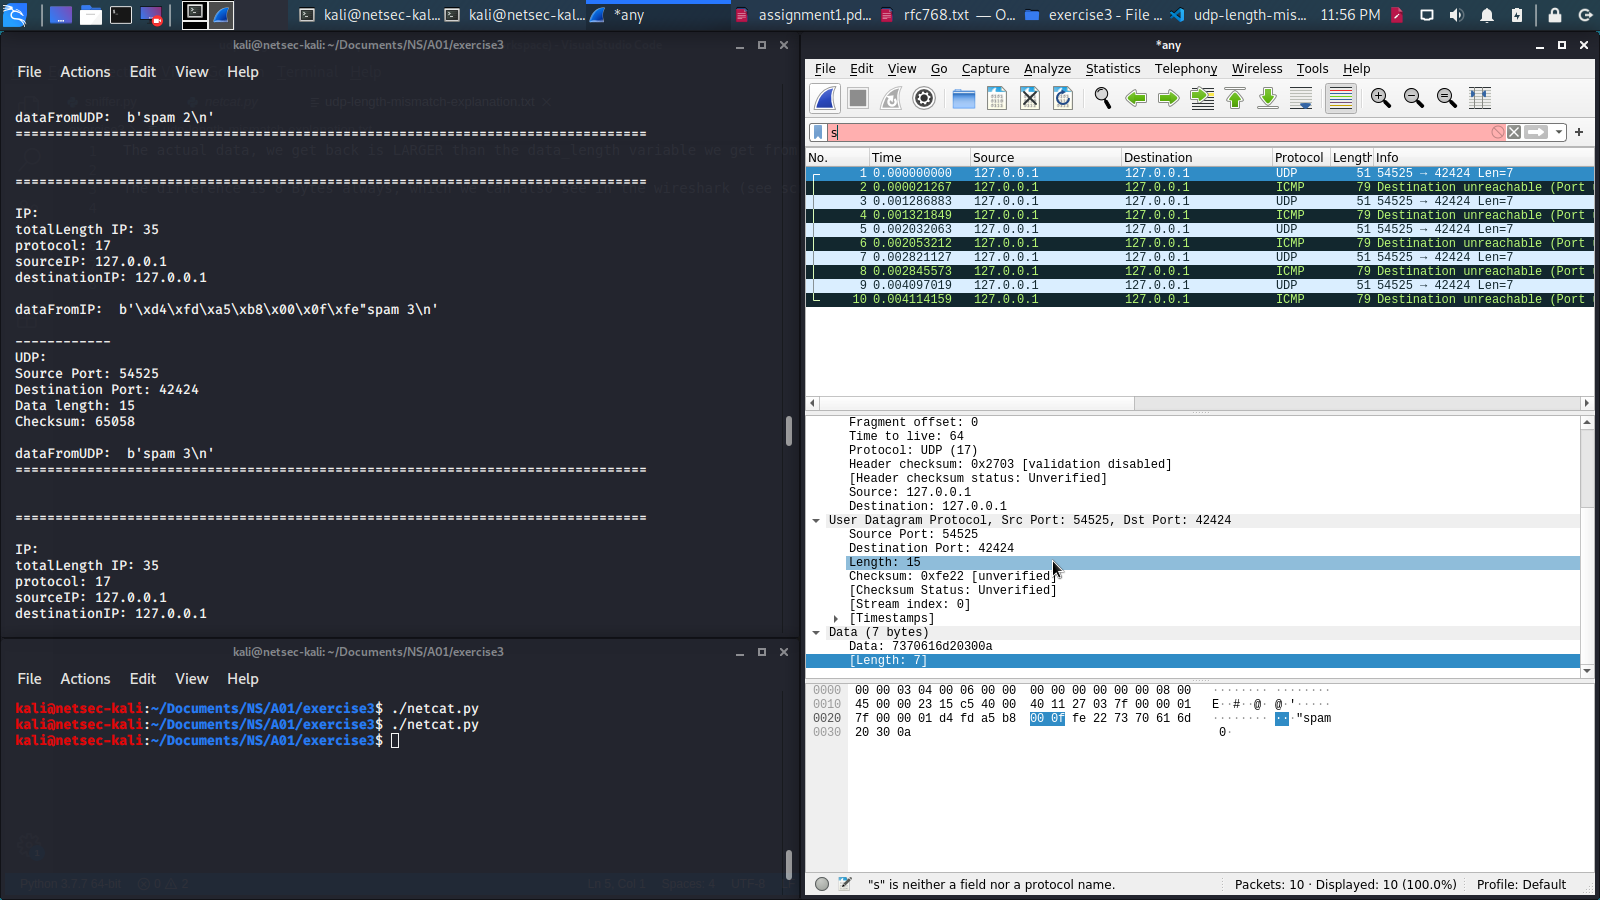 kali@netsec-kal...
kali@netsec-kal...
*any
assignment1.pd...
rfc768.txt — O...
exercise3 - File ...
udp-length-mis...
11:56 PM
kali@netsec-kali: ~/Documents/NS/A01/exercise3
File Actions Edit View Help
dataFromUDP:  b'spam 2\n'
===============================================================================
===============================================================================
IP:
totalLength IP: 35
protocol: 17
sourceIP: 127.0.0.1
destinationIP: 127.0.0.1
dataFromIP:  b'\xd4\xfd\xa5\xb8\x00\x0f\xfe"spam 3\n'
------------
UDP:
Source Port: 54525
Destination Port: 42424
Data length: 15
Checksum: 65058
dataFromUDP:  b'spam 3\n'
===============================================================================
===============================================================================
IP:
totalLength IP: 35
protocol: 17
sourceIP: 127.0.0.1
destinationIP: 127.0.0.1
kali@netsec-kali: ~/Documents/NS/A01/exercise3
File Actions Edit View Help
kali@netsec-kali:~/Documents/NS/A01/exercise3$ ./netcat.py
kali@netsec-kali:~/Documents/NS/A01/exercise3$ ./netcat.py
kali@netsec-kali:~/Documents/NS/A01/exercise3$
*any
File Edit View Go Capture Analyze Statistics Telephony Wireless Tools Help
s
No. Time Source Destination Protocol Length Info
1 0.000000000 127.0.0.1 127.0.0.1 UDP 51 54525 → 42424 Len=7
2 0.000021267 127.0.0.1 127.0.0.1 ICMP 79 Destination unreachable (Port
3 0.001286883 127.0.0.1 127.0.0.1 UDP 51 54525 → 42424 Len=7
4 0.001321849 127.0.0.1 127.0.0.1 ICMP 79 Destination unreachable (Port
5 0.002032063 127.0.0.1 127.0.0.1 UDP 51 54525 → 42424 Len=7
6 0.002053212 127.0.0.1 127.0.0.1 ICMP 79 Destination unreachable (Port
7 0.002821127 127.0.0.1 127.0.0.1 UDP 51 54525 → 42424 Len=7
8 0.002845573 127.0.0.1 127.0.0.1 ICMP 79 Destination unreachable (Port
9 0.004097019 127.0.0.1 127.0.0.1 UDP 51 54525 → 42424 Len=7
10 0.004114159 127.0.0.1 127.0.0.1 ICMP 79 Destination unreachable (Port
Fragment offset: 0
Time to live: 64
Protocol: UDP (17)
Header checksum: 0x2703 [validation disabled]
[Header checksum status: Unverified]
Source: 127.0.0.1
Destination: 127.0.0.1
User Datagram Protocol, Src Port: 54525, Dst Port: 42424
Source Port: 54525
Destination Port: 42424
Length: 15
Checksum: 0xfe22 [unverified]
[Checksum Status: Unverified]
[Stream index: 0]
[Timestamps]
Data (7 bytes)
Data: 7370616d20300a
[Length: 7]
0000 00 00 03 04 00 06 00 00 00 00 00 00 00 00 08 00 ········ ········
0010 45 00 00 23 15 c5 40 00 40 11 27 03 7f 00 00 01 E··#··@· @·'·····
0020 7f 00 00 01 d4 fd a5 b8 00 0f fe 22 73 70 61 6d ········ ···"spam
0030 20 30 0a  0·
"s" is neither a field nor a protocol name.
Packets: 10 · Displayed: 10 (100.0%)
Profile: Default